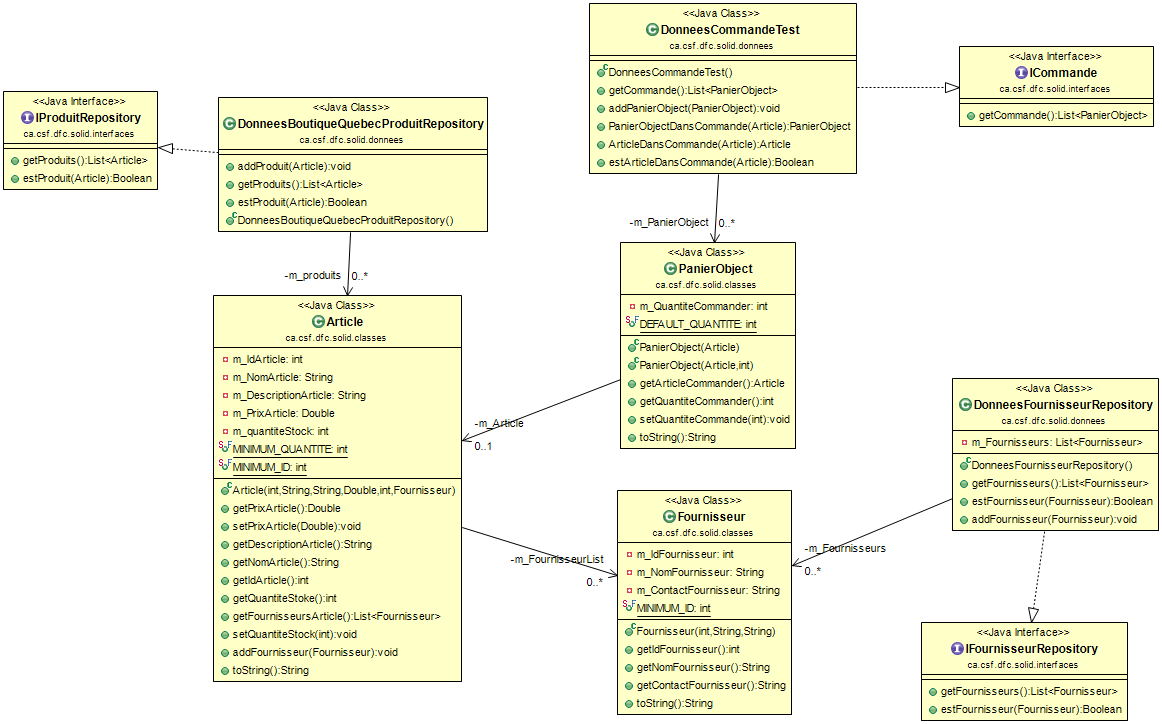 <<Java Class>>
DonneesCommandeTest
ca.csf.dfc.solid.donnees
DonneesCommandeTest()
getCommande():List<PanierObject>
addPanierObject(PanierObject):void
PanierObjectDansCommande(Article):PanierObject
ArticleDansCommande(Article):Article
estArticleDansCommande(Article):Boolean
<<Java Interface>>
ICommande
ca.csf.dfc.solid.interfaces
getCommande():List<PanierObject>
<<Java Interface>>
IProduitRepository
ca.csf.dfc.solid.interfaces
getProduits():List<Article>
estProduit(Article):Boolean
<<Java Class>>
DonneesBoutiqueQuebecProduitRepository
ca.csf.dfc.solid.donnees
addProduit(Article):void
getProduits():List<Article>
estProduit(Article):Boolean
DonneesBoutiqueQuebecProduitRepository()
-m_PanierObject 0..*
-m_produits 0..*
<<Java Class>>
PanierObject
ca.csf.dfc.solid.classes
m_QuantiteCommander: int
DEFAULT_QUANTITE: int
PanierObject(Article)
PanierObject(Article,int)
getArticleCommander():Article
getQuantiteCommander():int
setQuantiteCommande(int):void
toString():String
<<Java Class>>
Article
ca.csf.dfc.solid.classes
m_IdArticle: int
m_NomArticle: String
m_DescriptionArticle: String
m_PrixArticle: Double
m_quantiteStock: int
MINIMUM_QUANTITE: int
MINIMUM_ID: int
Article(int,String,String,Double,int,Fournisseur)
getPrixArticle():Double
setPrixArticle(Double):void
getDescriptionArticle():String
getNomArticle():String
getIdArticle():int
getQuantiteStoke():int
getFournisseursArticle():List<Fournisseur>
setQuantiteStock(int):void
addFournisseur(Fournisseur):void
toString():String
-m_Article
0..1
<<Java Class>>
DonneesFournisseurRepository
ca.csf.dfc.solid.donnees
m_Fournisseurs: List<Fournisseur>
DonneesFournisseurRepository()
getFournisseurs():List<Fournisseur>
estFournisseur(Fournisseur):Boolean
addFournisseur(Fournisseur):void
-m_FournisseurList
0..*
<<Java Class>>
Fournisseur
ca.csf.dfc.solid.classes
m_IdFournisseur: int
m_NomFournisseur: String
m_ContactFournisseur: String
MINIMUM_ID: int
Fournisseur(int,String,String)
getIdFournisseur():int
getNomFournisseur():String
getContactFournisseur():String
toString():String
-m_Fournisseurs
0..*
<<Java Interface>>
IFournisseurRepository
ca.csf.dfc.solid.interfaces
getFournisseurs():List<Fournisseur>
estFournisseur(Fournisseur):Boolean